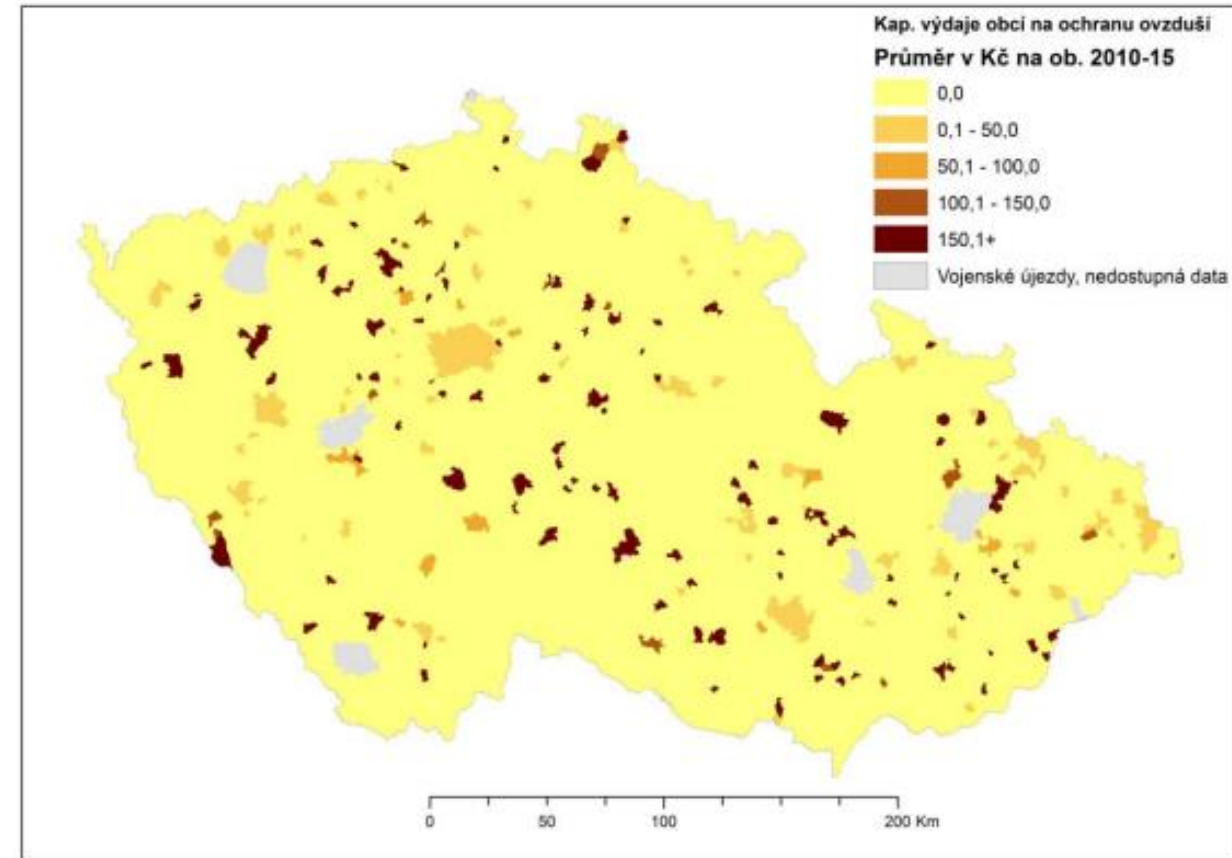 Kap. výdaje obcí na ochranu ovzduší
Průměr v Kč na ob. 2010-15
0,0
0,1 - 50,0
50,1 - 100,0
100,1 - 150,0
150,1+
Vojenské újezdy, nedostupná data
0 50 100 200 Km